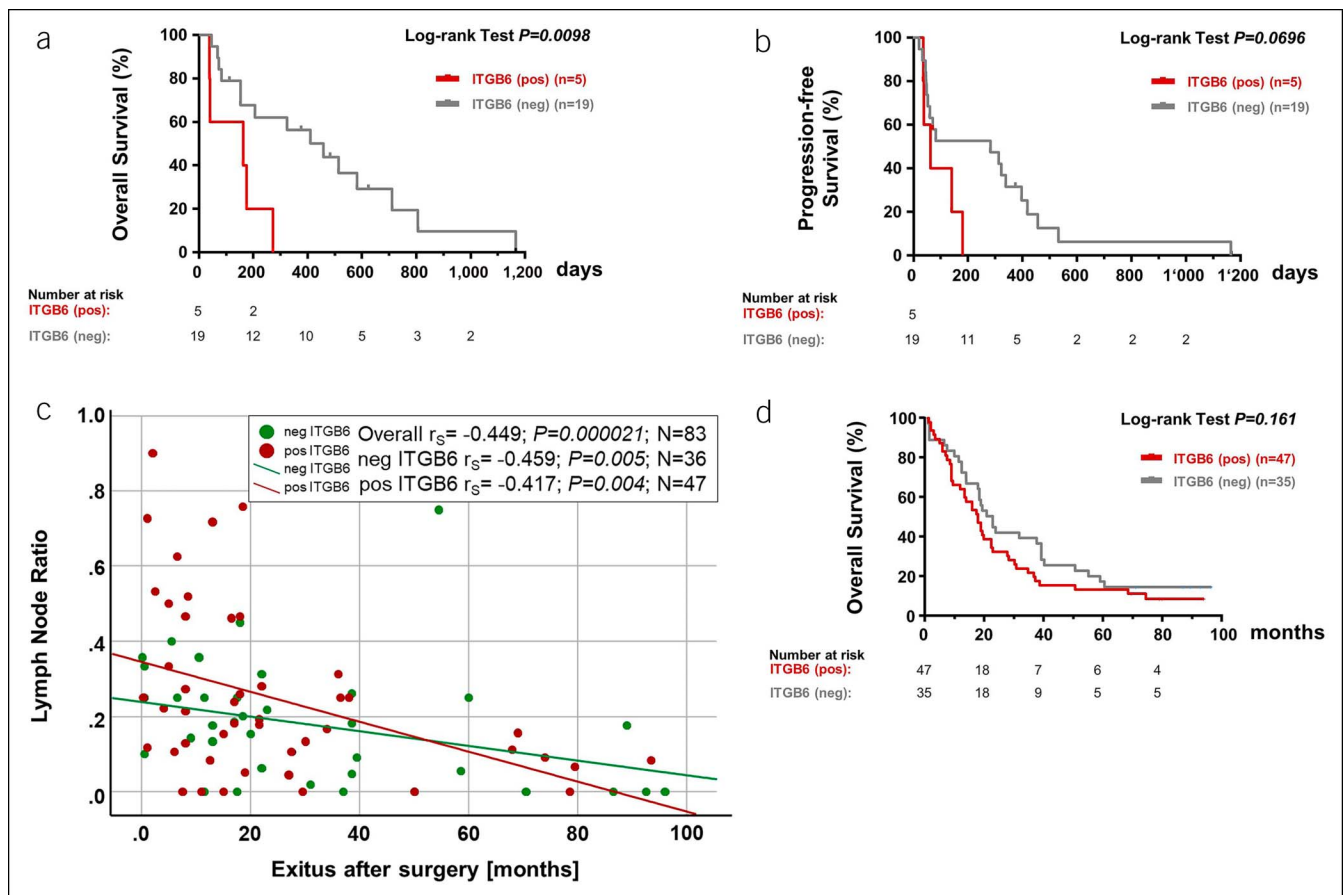 a
Log-rank Test P=0.0098
ITGB6 (pos) (n=5)
ITGB6 (neg) (n=19)
Overall Survival (%)
100
80
60
40
20
0
0 200 400 600 800 1,000 1,200 days
Number at risk
ITGB6 (pos): 5 2
ITGB6 (neg): 19 12 10 5 3 2
b
Log-rank Test P=0.0696
ITGB6 (pos) (n=5)
ITGB6 (neg) (n=19)
Progression-free
Survival (%)
100
80
60
40
20
0
0 200 400 600 800 1'000 1'200 days
Number at risk
ITGB6 (pos): 5
ITGB6 (neg): 19 11 5 2 2 2
c
Lymph Node Ratio
1.0
.8
.6
.4
.2
.0
neg ITGB6
pos ITGB6
neg ITGB6
pos ITGB6
Overall rS= -0.449; P=0.000021; N=83
neg ITGB6 rS= -0.459; P=0.005; N=36
pos ITGB6 rS= -0.417; P=0.004; N=47
.0 20 40 60 80 100
Exitus after surgery [months]
d
Log-rank Test P=0.161
ITGB6 (pos) (n=47)
ITGB6 (neg) (n=35)
Overall Survival (%)
100
80
60
40
20
0
0 20 40 60 80 100 months
Number at risk
ITGB6 (pos): 47 18 7 6 4
ITGB6 (neg): 35 18 9 5 5